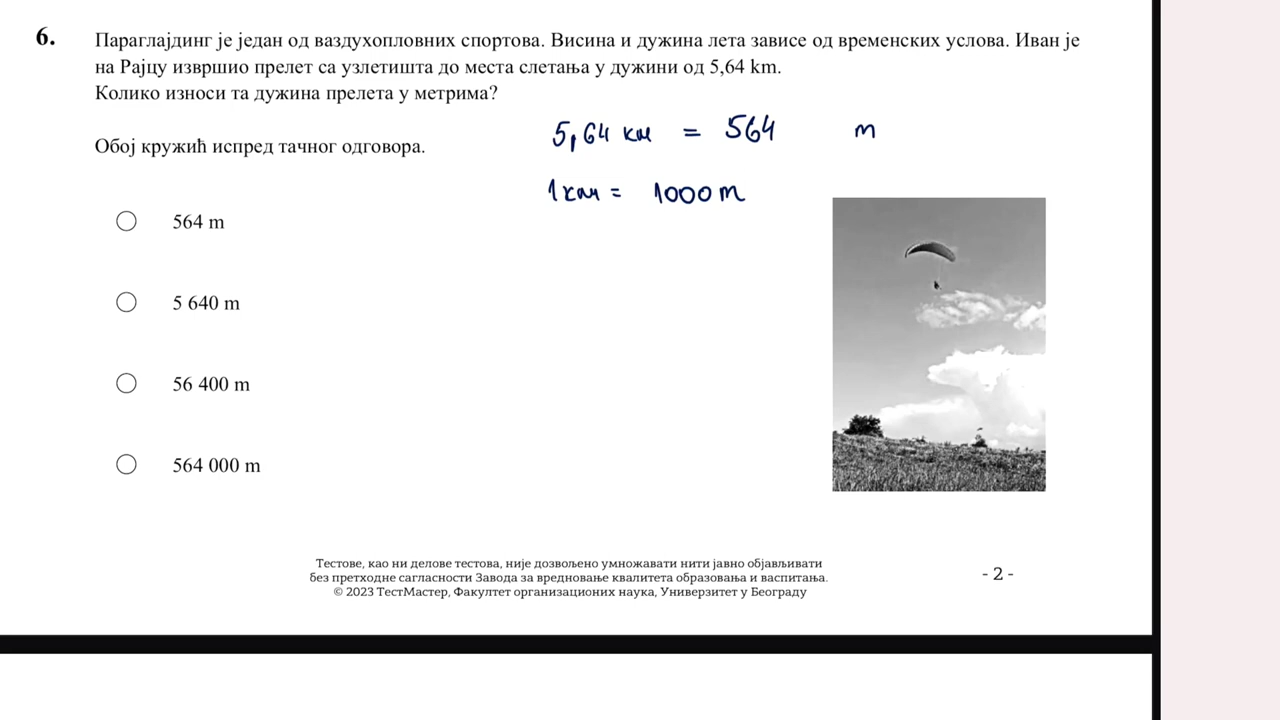 6.
Параглајдинг је један од ваздухопловних спортова. Висина и дужина лета зависе од временских услова. Иван је
на Рајцу извршио прелет са узлетишта до места слетања у дужини од 5,64 km.
Колико износи та дужина прелета у метрима?
5,64 км = 564 m
Обој кружић испред тачног одговора.
1 км = 1000 m
564 m
5 640 m
56 400 m
564 000 m
Тестове, као ни делове тестова, није дозвољено умножавати нити јавно објављивати
без претходне сагласности Завода за вредновање квалитета образовања и васпитања.
© 2023 ТестМастер, Факултет организационих наука, Универзитет у Београду
- 2 -